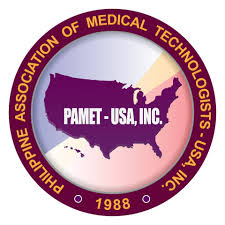 PHILIPPINE ASSOCIATION OF MEDICAL TECHNOLOGISTS - USA, INC.
PAMET - USA, INC.
1988